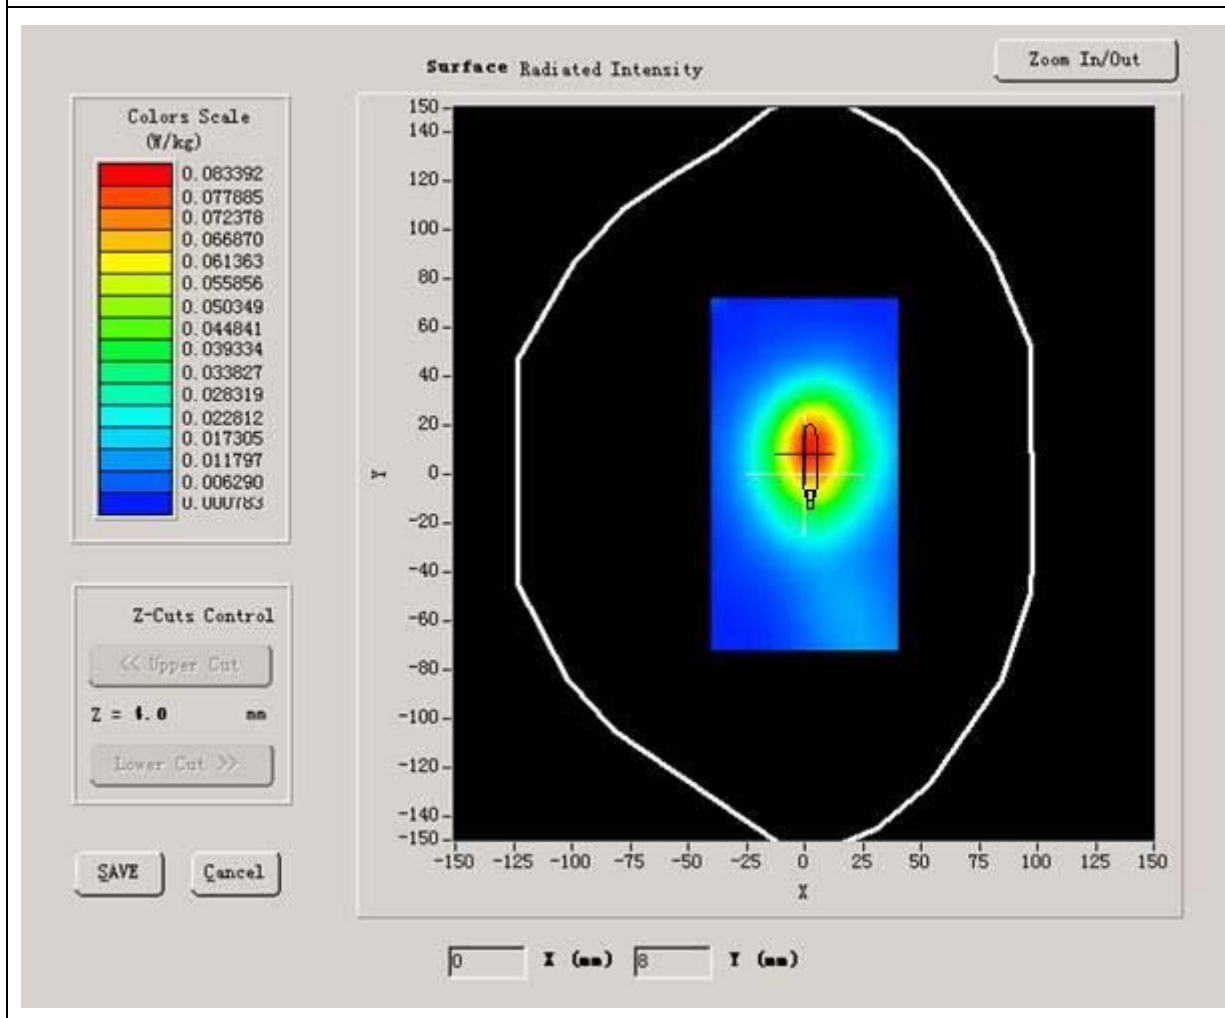 Surface Radiated Intensity
Zoom In/Out
Colors Scale
(W/kg)
0.083392
0.077885
0.072378
0.066870
0.061363
0.055856
0.050349
0.044841
0.039334
0.033827
0.028319
0.022812
0.017305
0.011797
0.006290
0.000783
Z-Cuts Control
<< Upper Cut
Z = 4.0 mm
Lower Cut >>
SAVE
Cancel
150
140
120
100
80
60
40
20
0
-20
-40
-60
-80
-100
-120
-140
-150
Y
-150 -125 -100 -75 -50 -25 0 25 50 75 100 125 150
X
0 X (mm) 8 Y (mm)